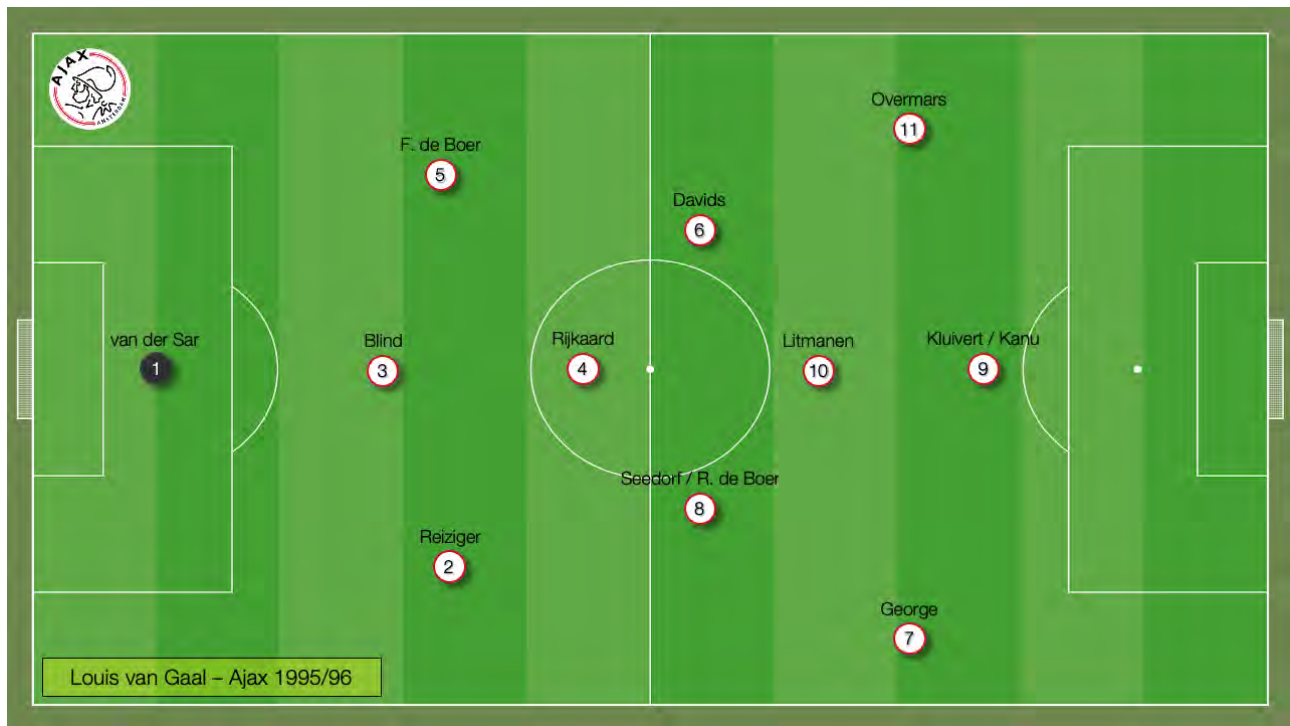 AJAX
AMSTERDAM
Overmars
11
F. de Boer
5
Davids
6
van der Sar
1
Blind
3
Rijkaard
4
Litmanen
10
Kluivert / Kanu
9
Seedorf / R. de Boer
8
Reiziger
2
George
7
Louis van Gaal – Ajax 1995/96